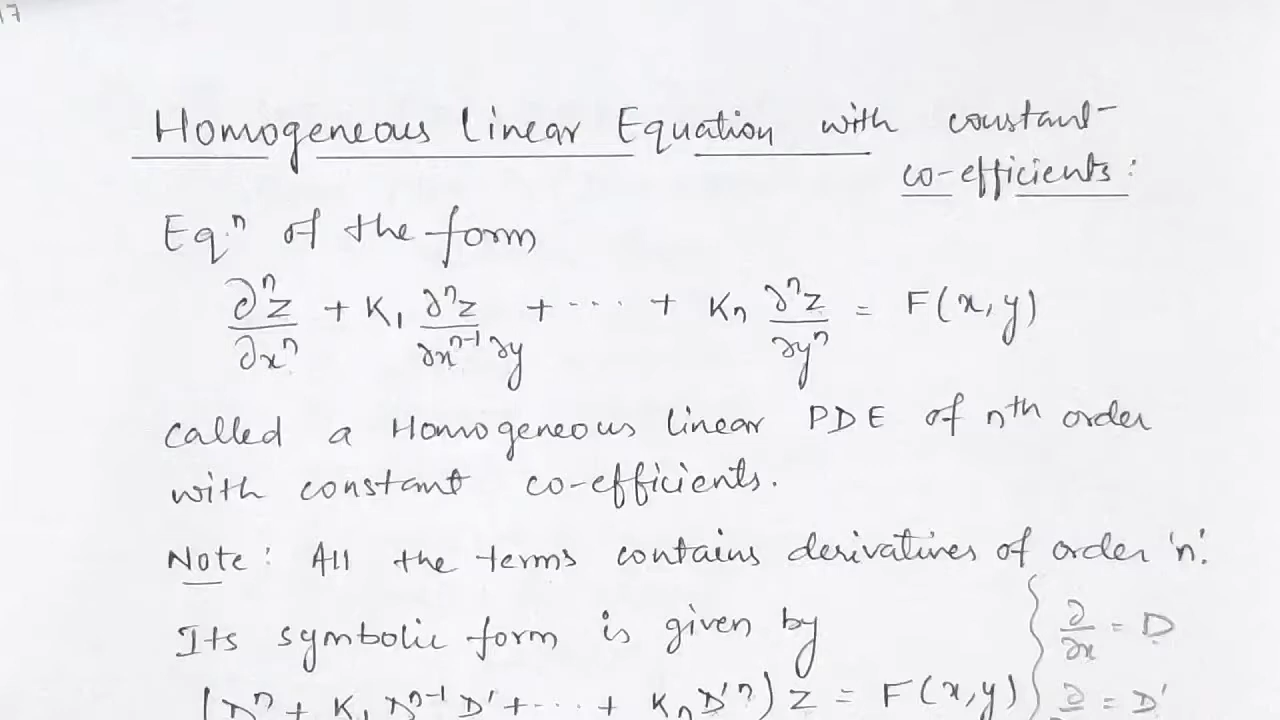 17
Homogeneous Linear Equation with constant
co-efficients:
Eq.ⁿ of the form
∂ⁿz/∂xⁿ + K₁ ∂ⁿz/∂xⁿ⁻¹∂y + ... + Kₙ ∂ⁿz/∂yⁿ = F(x,y)
called a Homogeneous linear PDE of nth order
with constant co-efficients.
Note: All the terms contains derivatives of order 'n'.
Its symbolic form is given by
∂/∂x = D
(Dⁿ + K₁ Dⁿ⁻¹ D' + ... + Kₙ D'ⁿ) z = F(x,y)
∂ = D'